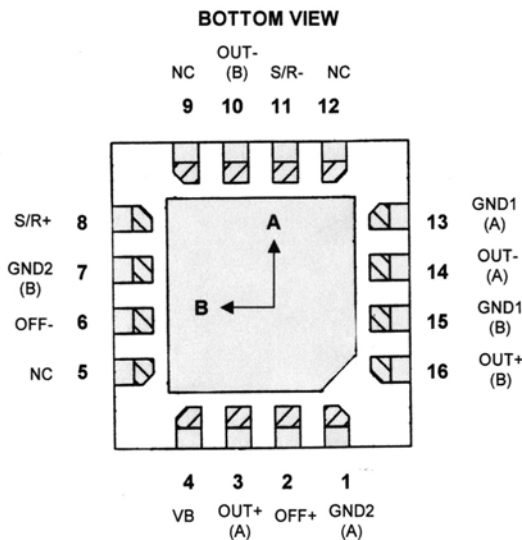 BOTTOM VIEW
OUT-
NC (B) S/R- NC
9 10 11 12
S/R+ 8
GND2 7
(B)
OFF- 6
NC 5
A
B
13 GND1
(A)
14 OUT-
(A)
15 GND1
(B)
16 OUT+
(B)
4 3 2 1
VB OUT+ OFF+ GND2
(A) (A)